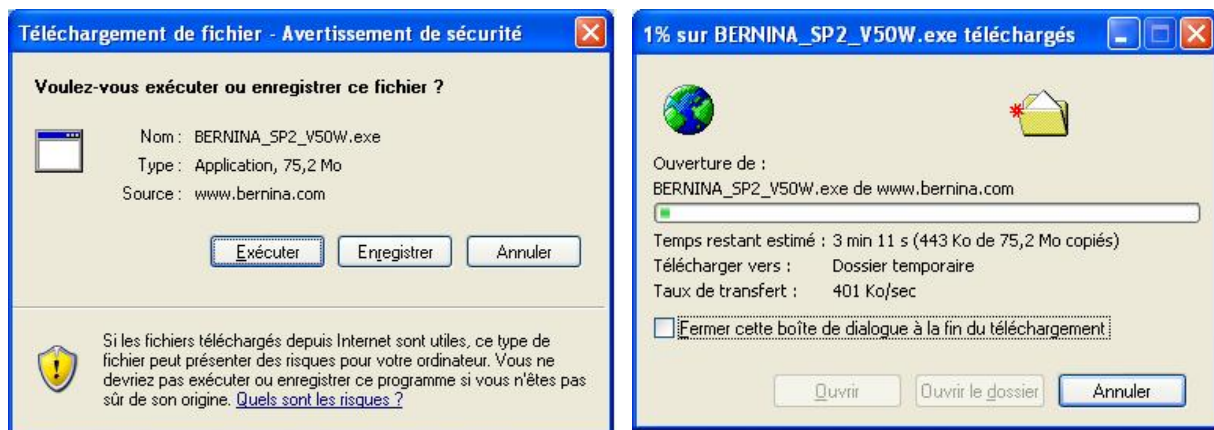 Téléchargement de fichier - Avertissement de sécurité
Voulez-vous exécuter ou enregistrer ce fichier ?
Nom : BERNINA_SP2_V50W.exe
Type : Application, 75,2 Mo
Source : www.bernina.com
Exécuter Enregistrer Annuler
Si les fichiers téléchargés depuis Internet sont utiles, ce type de
fichier peut présenter des risques pour votre ordinateur. Vous ne
devriez pas exécuter ou enregistrer ce programme si vous n'êtes pas
sûr de son origine. Quels sont les risques ?
1% sur BERNINA_SP2_V50W.exe téléchargés
Ouverture de :
BERNINA_SP2_V50W.exe de www.bernina.com
Temps restant estimé : 3 min 11 s (443 Ko de 75,2 Mo copiés)
Télécharger vers : Dossier temporaire
Taux de transfert : 401 Ko/sec
Fermer cette boîte de dialogue à la fin du téléchargement
Ouvrir Ouvrir le dossier Annuler